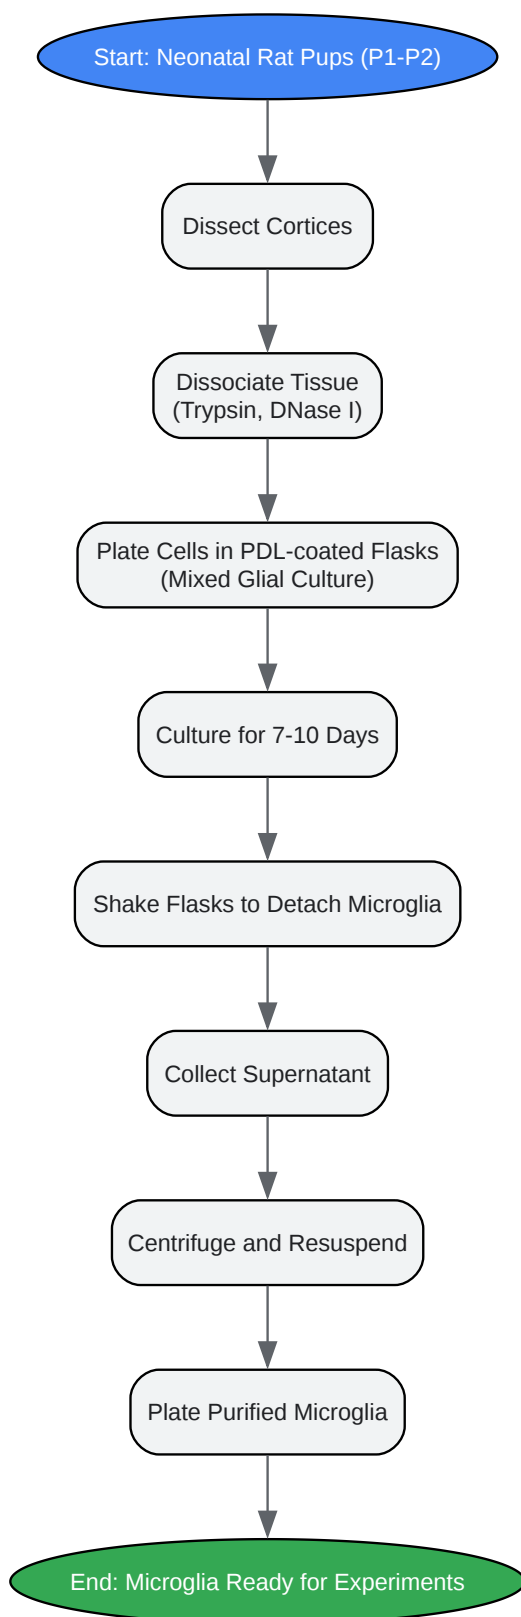 Start: Neonatal Rat Pups (P1-P2)
Dissect Cortices
Dissociate Tissue
(Trypsin, DNase I)
Plate Cells in PDL-coated Flasks
(Mixed Glial Culture)
Culture for 7-10 Days
Shake Flasks to Detach Microglia
Collect Supernatant
Centrifuge and Resuspend
Plate Purified Microglia
End: Microglia Ready for Experiments